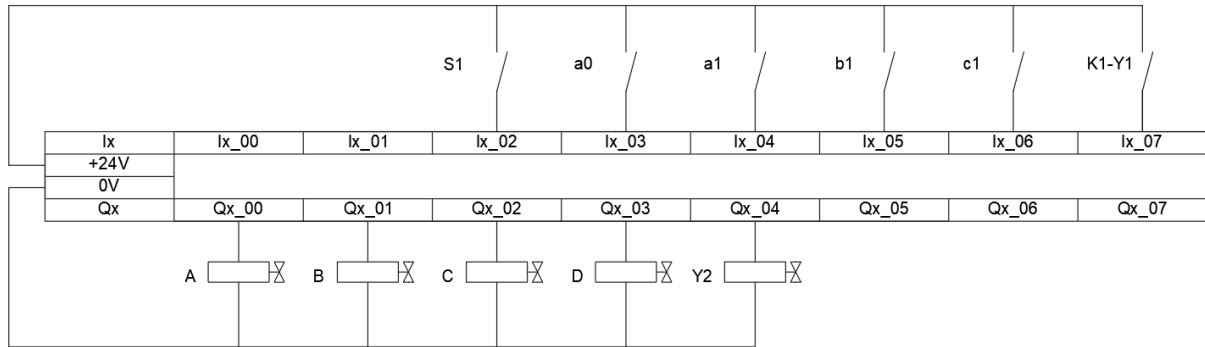 S1 a0 a1 b1 c1 K1-Y1
Ix Ix_00 Ix_01 Ix_02 Ix_03 Ix_04 Ix_05 Ix_06 Ix_07
+24V
0V
Qx Qx_00 Qx_01 Qx_02 Qx_03 Qx_04 Qx_05 Qx_06 Qx_07
A B C D Y2